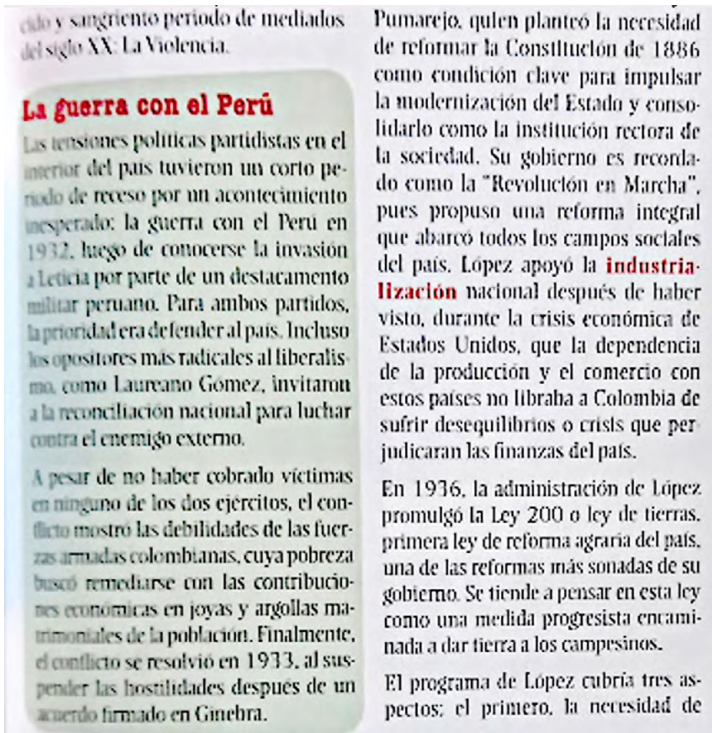 cido y sangriento periodo de mediados
del siglo XX: La Violencia.
La guerra con el Perú
Las tensiones políticas partidistas en el
interior del país tuvieron un corto pe-
riodo de receso por un acontecimiento
inesperado: la guerra con el Perú en
1932, luego de conocerse la invasión
a Leticia por parte de un destacamento
militar peruano. Para ambos partidos,
la prioridad era defender al país. Incluso
los opositores más radicales al liberalis-
mo, como Laureano Gómez, invitaron
a la reconciliación nacional para luchar
contra el enemigo externo.
A pesar de no haber cobrado víctimas
en ninguno de los dos ejércitos, el con-
flicto mostró las debilidades de las fuer-
zas armadas colombianas, cuya pobreza
buscó remediarse con las contribucio-
nes económicas en joyas y argollas ma-
trimoniales de la población. Finalmente,
el conflicto se resolvió en 1933, al sus-
pender las hostilidades después de un
acuerdo firmado en Ginebra.
Pumarejo, quien planteó la necesidad
de reformar la Constitución de 1886
como condición clave para impulsar
la modernización del Estado y conso-
lidarlo como la institución rectora de
la sociedad. Su gobierno es recorda-
do como la "Revolución en Marcha",
pues propuso una reforma integral
que abarcó todos los campos sociales
del país. López apoyó la industria-
lización nacional después de haber
visto, durante la crisis económica de
Estados Unidos, que la dependencia
de la producción y el comercio con
estos países no libraba a Colombia de
sufrir desequilibrios o crisis que per-
judicaran las finanzas del país.
En 1936, la administración de López
promulgó la Ley 200 o ley de tierras,
primera ley de reforma agraria del país,
una de las reformas más sonadas de su
gobierno. Se tiende a pensar en esta ley
como una medida progresista encami-
nada a dar tierra a los campesinos.
El programa de López cubría tres as-
pectos: el primero, la necesidad de